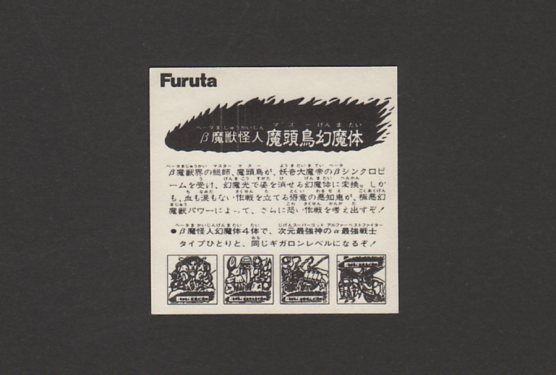 Furuta
β魔獣怪人 魔頭鳥幻魔体
β魔獣界の総師、魔頭鳥が、妖奇大魔帝のβシンクロビ
ームを受け、幻魔光で姿を消せる幻魔体に変換。しか
も、血も涙もない作戦を立てる得意の悪知恵が、極悪幻
魔獣パワーによって、さらに恐い作戦を考え出すぞ！
●β魔怪人幻魔体4体で、次元最強神のα最強戦士
タイプひとりと、同じギガロンレベルになるぞ！